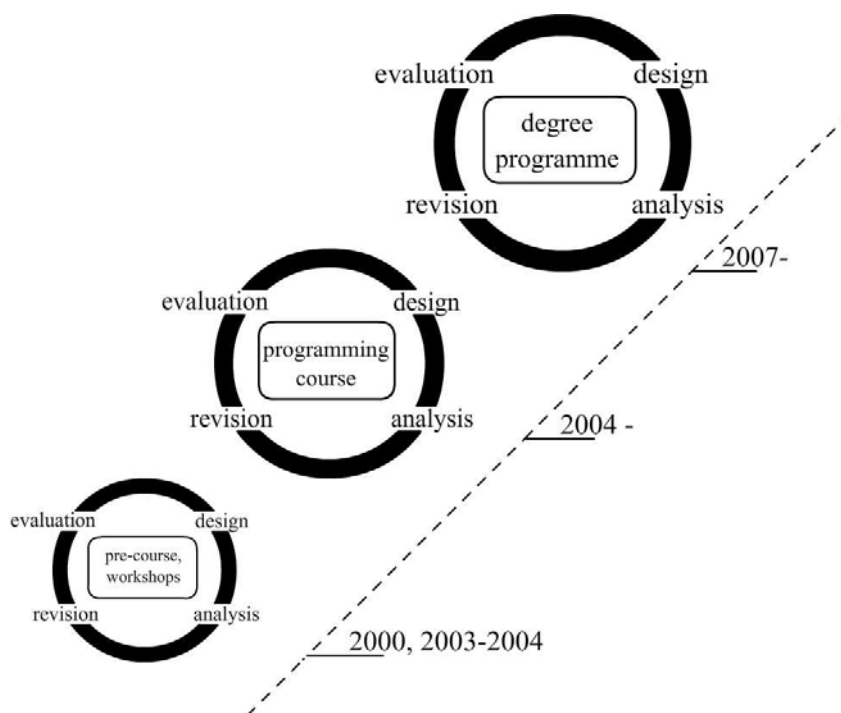 evaluation
design
degree
programme
revision
analysis
2007-
evaluation
design
programming
course
revision
analysis
2004 -
evaluation
design
pre-course,
workshops
revision
analysis
2000, 2003-2004